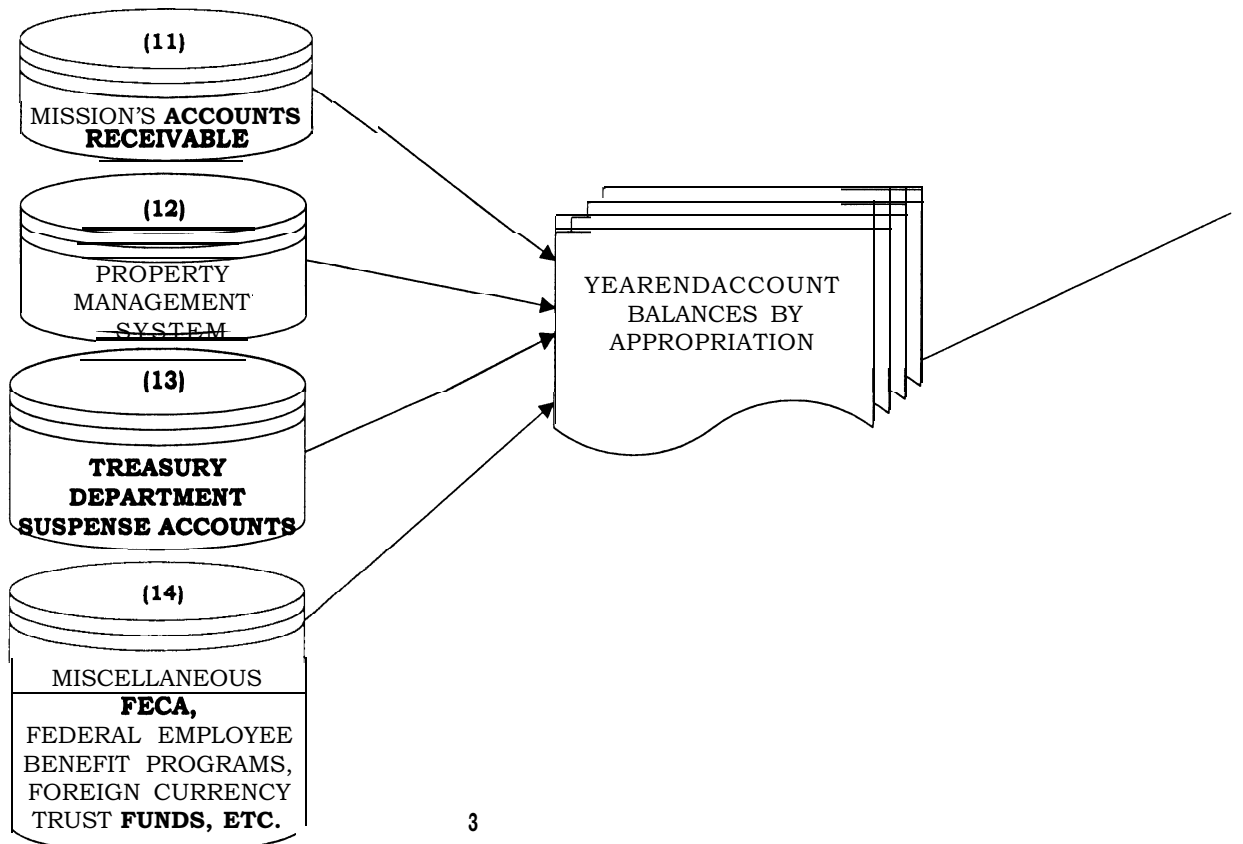 (11)
MISSION'S ACCOUNTS
RECEIVABLE
(12)
PROPERTY
MANAGEMENT
SYSTEM
(13)
TREASURY
DEPARTMENT
SUSPENSE ACCOUNTS
(14)
MISCELLANEOUS
FECA,
FEDERAL EMPLOYEE
BENEFIT PROGRAMS,
FOREIGN CURRENCY
TRUST FUNDS, ETC.
YEARENDACCOUNT
BALANCES BY
APPROPRIATION
3